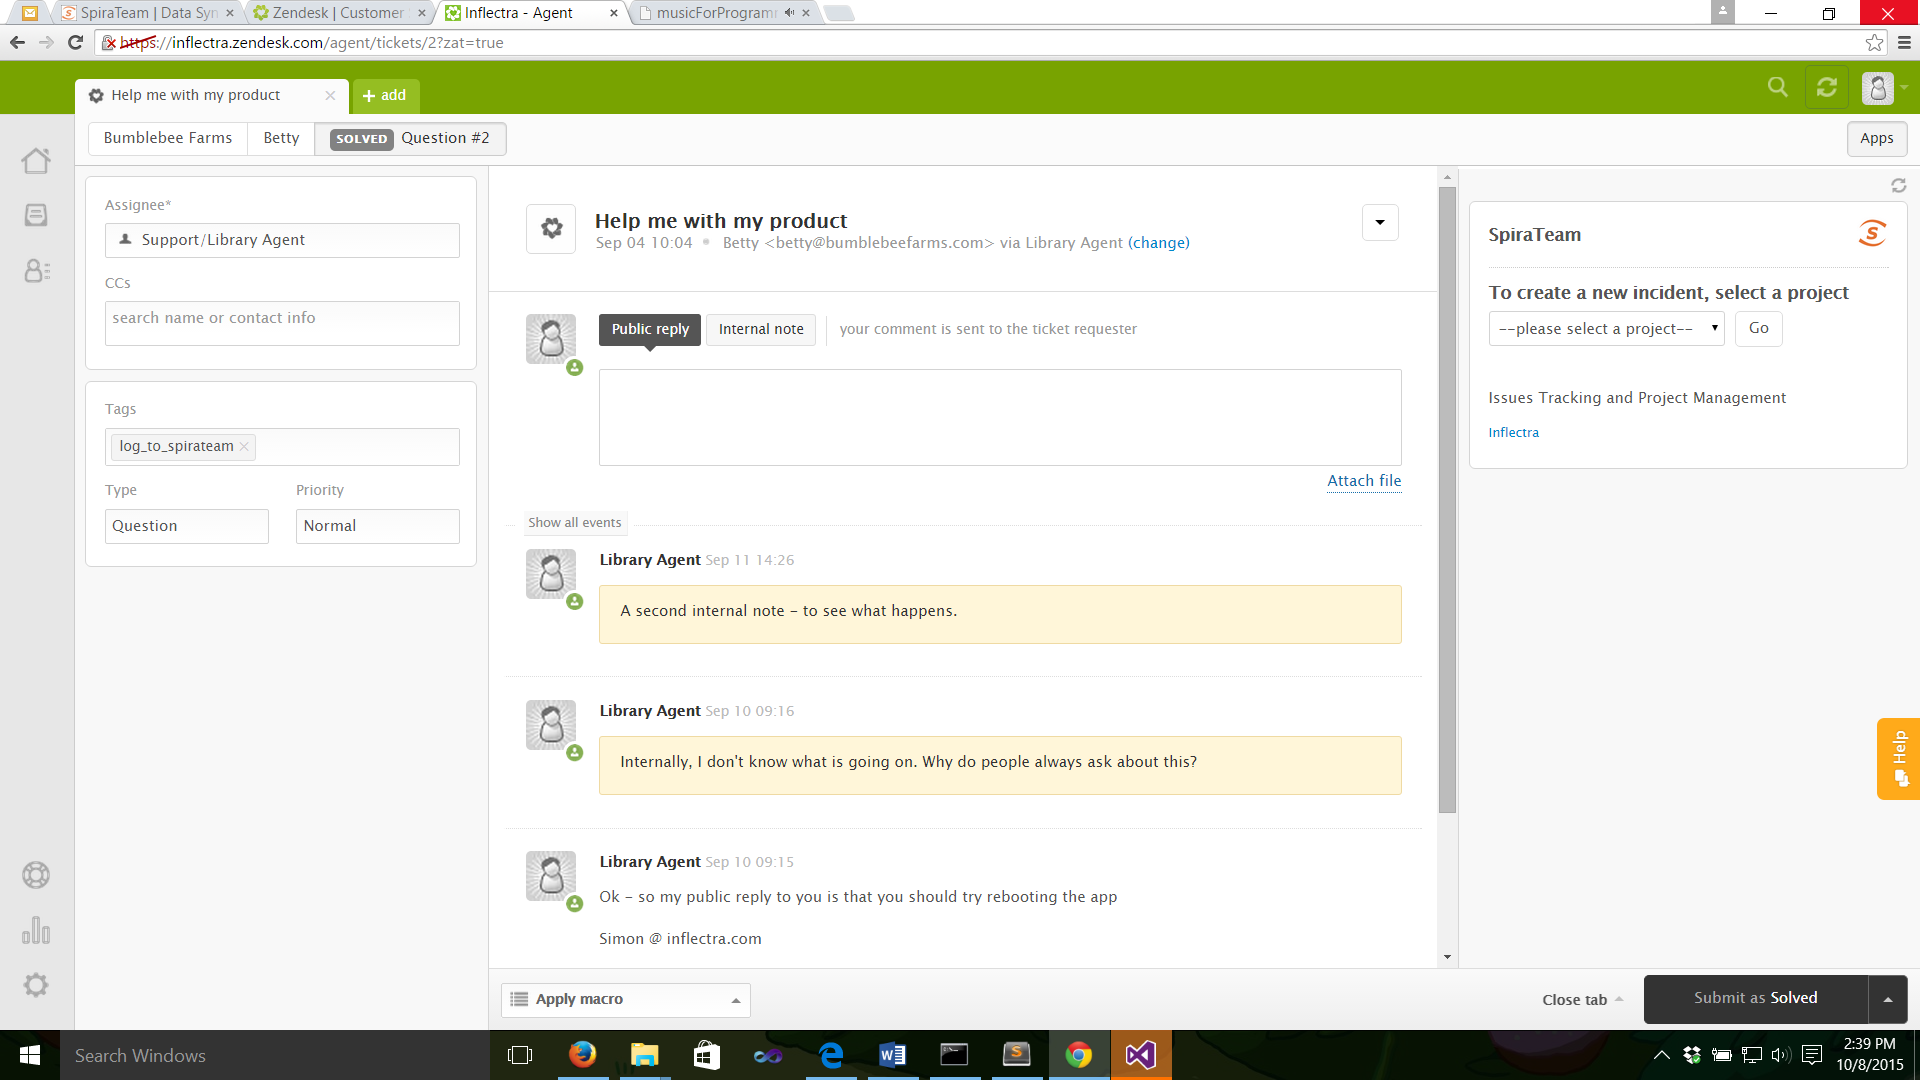 SpiraTeam | Data Syn
Zendesk | Customer
Inflectra - Agent
musicForProgramm
https://inflectra.zendesk.com/agent/tickets/2?zat=true
Help me with my product
+ add
Bumblebee Farms
Betty
SOLVED Question #2
Apps
Assignee*
Support/Library Agent
CCs
search name or contact info
Tags
log_to_spirateam
Type
Priority
Question
Normal
Help me with my product
Sep 04 10:04 Betty <betty@bumblebeefarms.com> via Library Agent (change)
Public reply
Internal note
your comment is sent to the ticket requester
Attach file
Show all events
Library Agent Sep 11 14:26
A second internal note - to see what happens.
Library Agent Sep 10 09:16
Internally, I don't know what is going on. Why do people always ask about this?
Library Agent Sep 10 09:15
Ok - so my public reply to you is that you should try rebooting the app
Simon @ inflectra.com
SpiraTeam
To create a new incident, select a project
--please select a project--
Go
Issues Tracking and Project Management
Inflectra
Help
Apply macro
Close tab
Submit as Solved
Search Windows
2:39 PM
10/8/2015